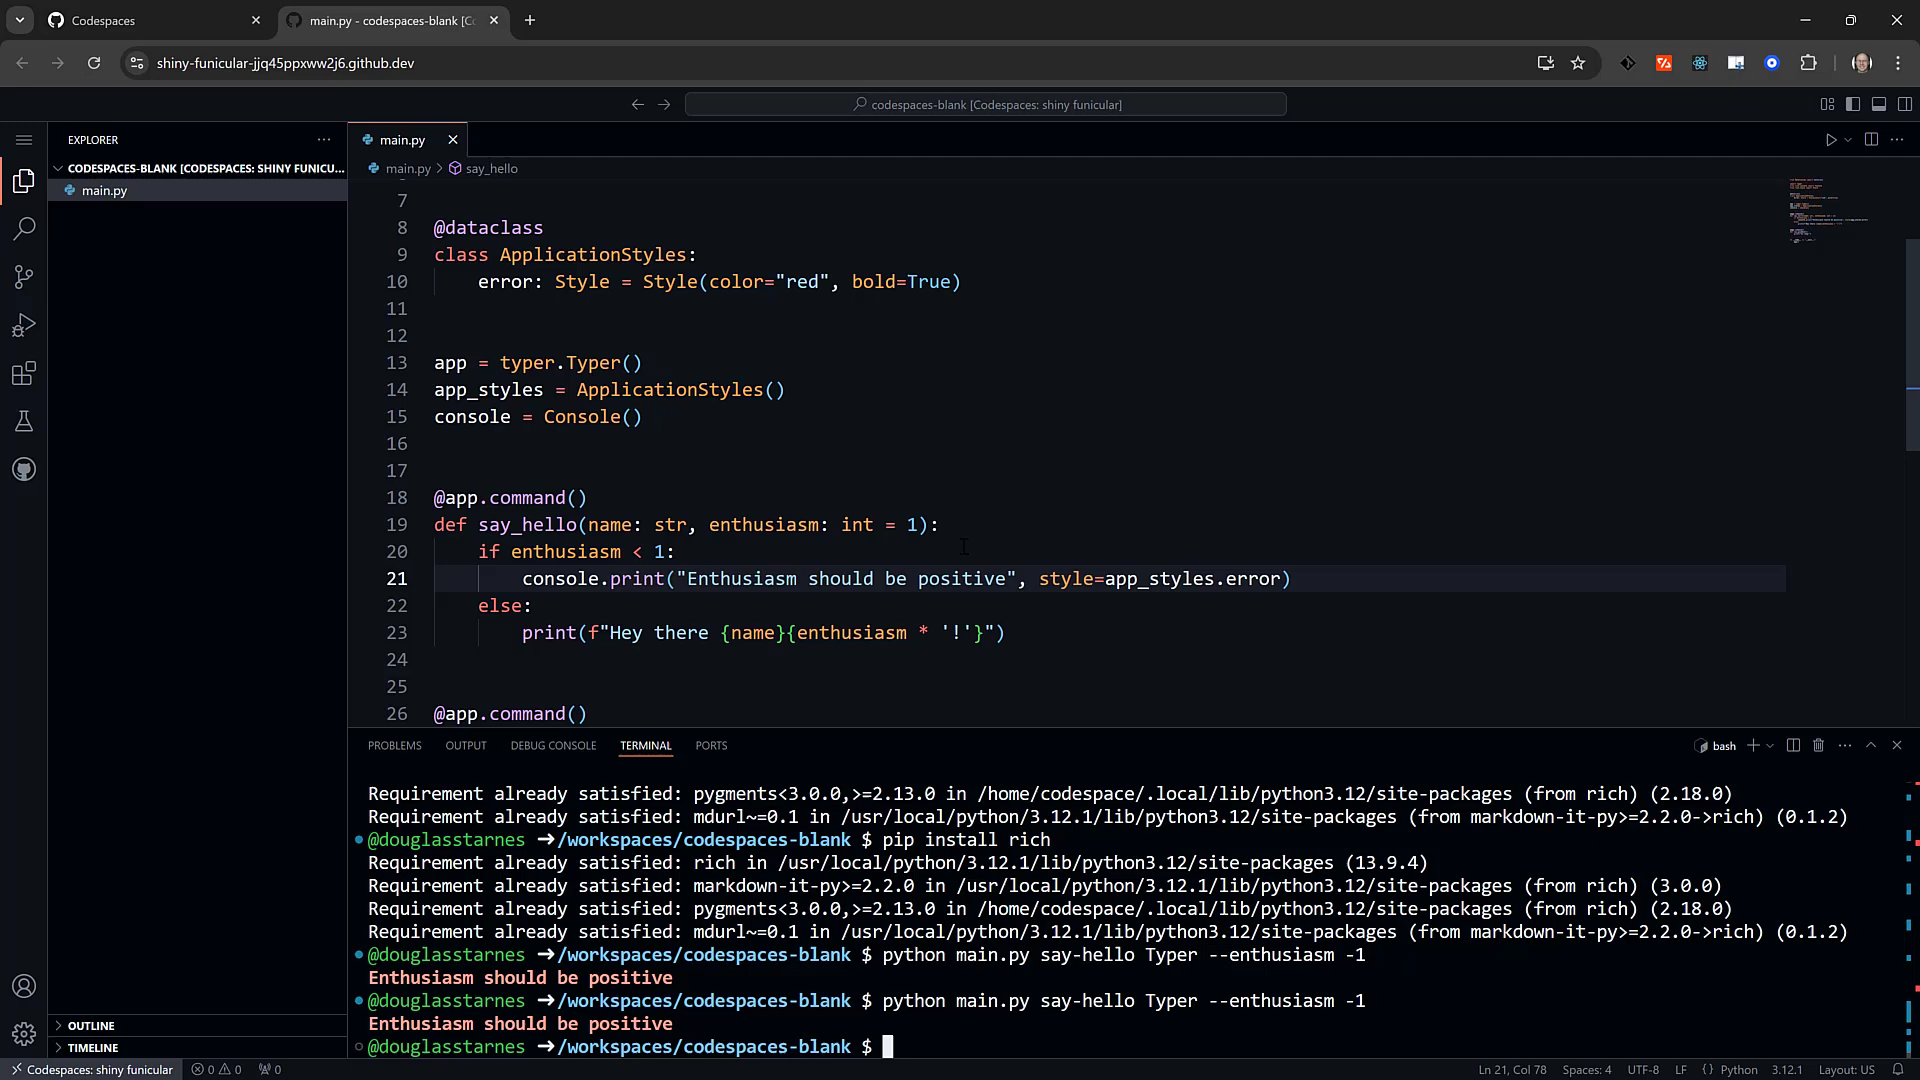 Codespaces
main.py - codespaces-blank [Co
shiny-funicular-jjq45ppxww2j6.github.dev
codespaces-blank [Codespaces: shiny funicular]
EXPLORER
CODESPACES-BLANK [CODESPACES: SHINY FUNICU...
main.py
OUTLINE
TIMELINE
main.py
main.py > say_hello
7
8 @dataclass
9 class ApplicationStyles:
10 error: Style = Style(color="red", bold=True)
11
12
13 app = typer.Typer()
14 app_styles = ApplicationStyles()
15 console = Console()
16
17
18 @app.command()
19 def say_hello(name: str, enthusiasm: int = 1):
20 if enthusiasm < 1:
21 console.print("Enthusiasm should be positive", style=app_styles.error)
22 else:
23 print(f"Hey there {name}{enthusiasm * '!'}")
24
25
26 @app.command()
PROBLEMS OUTPUT DEBUG CONSOLE TERMINAL PORTS
bash
Requirement already satisfied: pygments<3.0.0,>=2.13.0 in /home/codespace/.local/lib/python3.12/site-packages (from rich) (2.18.0)
Requirement already satisfied: mdurl~=0.1 in /usr/local/python/3.12.1/lib/python3.12/site-packages (from markdown-it-py>=2.2.0->rich) (0.1.2)
@douglasstarnes ➜/workspaces/codespaces-blank $ pip install rich
Requirement already satisfied: rich in /usr/local/python/3.12.1/lib/python3.12/site-packages (13.9.4)
Requirement already satisfied: markdown-it-py>=2.2.0 in /usr/local/python/3.12.1/lib/python3.12/site-packages (from rich) (3.0.0)
Requirement already satisfied: pygments<3.0.0,>=2.13.0 in /home/codespace/.local/lib/python3.12/site-packages (from rich) (2.18.0)
Requirement already satisfied: mdurl~=0.1 in /usr/local/python/3.12.1/lib/python3.12/site-packages (from markdown-it-py>=2.2.0->rich) (0.1.2)
@douglasstarnes ➜/workspaces/codespaces-blank $ python main.py say-hello Typer --enthusiasm -1
Enthusiasm should be positive
@douglasstarnes ➜/workspaces/codespaces-blank $ python main.py say-hello Typer --enthusiasm -1
Enthusiasm should be positive
@douglasstarnes ➜/workspaces/codespaces-blank $
Codespaces: shiny funicular 0 0 0
Ln 21, Col 78 Spaces: 4 UTF-8 LF {} Python 3.12.1 Layout: US